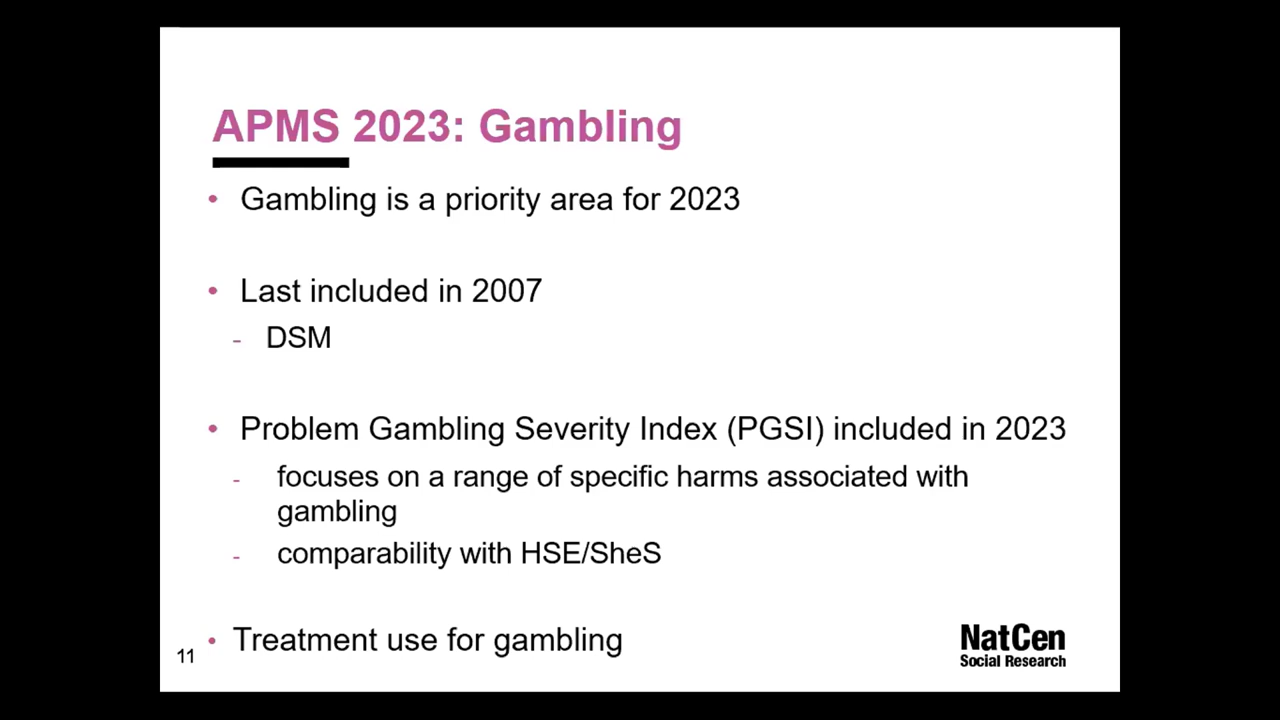 APMS 2023: Gambling
• Gambling is a priority area for 2023
• Last included in 2007
- DSM
• Problem Gambling Severity Index (PGSI) included in 2023
- focuses on a range of specific harms associated with
gambling
- comparability with HSE/SheS
• Treatment use for gambling
11
NatCen
Social Research